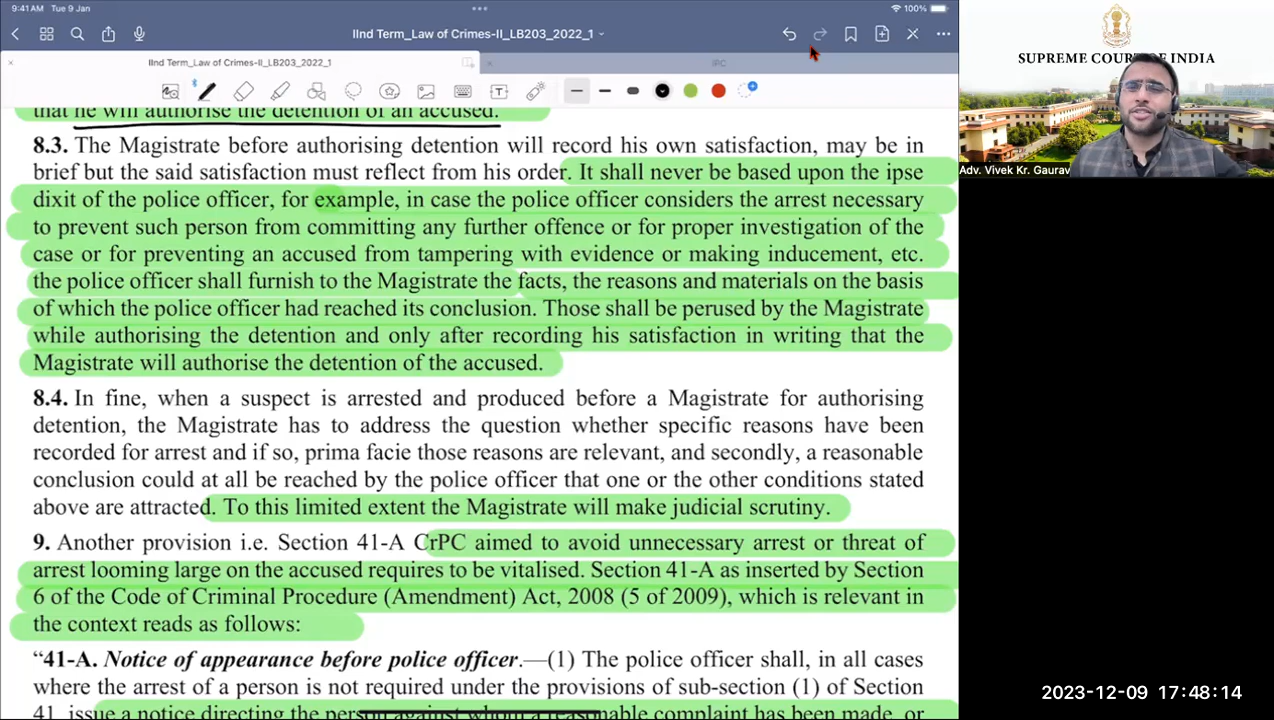 9:41 AM Tue 9 Jan
100%
IInd Term_Law of Crimes-II_LB203_2022_1
IInd Term_Law of Crimes-II_LB203_2022_1
IPC
SUPREME COURT OF INDIA
Adv. Vivek Kr. Gaurav
that he will authorise the detention of an accused.
8.3. The Magistrate before authorising detention will record his own satisfaction, may be in
brief but the said satisfaction must reflect from his order. It shall never be based upon the ipse
dixit of the police officer, for example, in case the police officer considers the arrest necessary
to prevent such person from committing any further offence or for proper investigation of the
case or for preventing an accused from tampering with evidence or making inducement, etc.
the police officer shall furnish to the Magistrate the facts, the reasons and materials on the basis
of which the police officer had reached its conclusion. Those shall be perused by the Magistrate
while authorising the detention and only after recording his satisfaction in writing that the
Magistrate will authorise the detention of the accused.
8.4. In fine, when a suspect is arrested and produced before a Magistrate for authorising
detention, the Magistrate has to address the question whether specific reasons have been
recorded for arrest and if so, prima facie those reasons are relevant, and secondly, a reasonable
conclusion could at all be reached by the police officer that one or the other conditions stated
above are attracted. To this limited extent the Magistrate will make judicial scrutiny.
9. Another provision i.e. Section 41-A CrPC aimed to avoid unnecessary arrest or threat of
arrest looming large on the accused requires to be vitalised. Section 41-A as inserted by Section
6 of the Code of Criminal Procedure (Amendment) Act, 2008 (5 of 2009), which is relevant in
the context reads as follows:
“41-A. Notice of appearance before police officer.—(1) The police officer shall, in all cases
where the arrest of a person is not required under the provisions of sub-section (1) of Section
41, issue a notice directing the person against whom a reasonable complaint has been made, or
2023-12-09 17:48:14